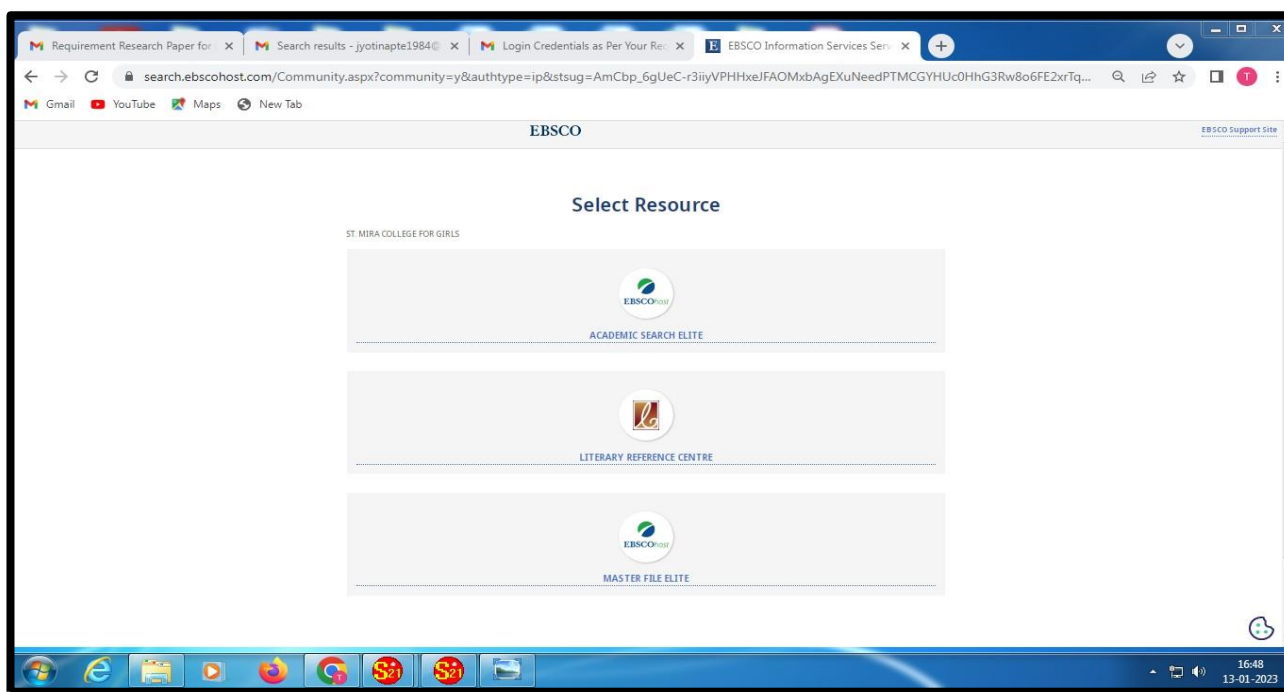 Requirement Research Paper for
Search results - jyotinapte1984@
Login Credentials as Per Your Rec
EBSCO Information Services Serv
search.ebscohost.com/Community.aspx?community=y&authtype=ip&stsug=AmCbp_6gUeC-r3iiyVPHHxeJFAOMxbAgEXuNeedPTMCGYHUc0HhG3Rw8o6FE2xrTq...
T
Gmail
YouTube
Maps
New Tab
EBSCO
EBSCO Support Site
Select Resource
ST. MIRA COLLEGE FOR GIRLS
EBSCOhost
ACADEMIC SEARCH ELITE
LITERARY REFERENCE CENTRE
EBSCOhost
MASTER FILE ELITE
S21
S21
16:48
13-01-2023